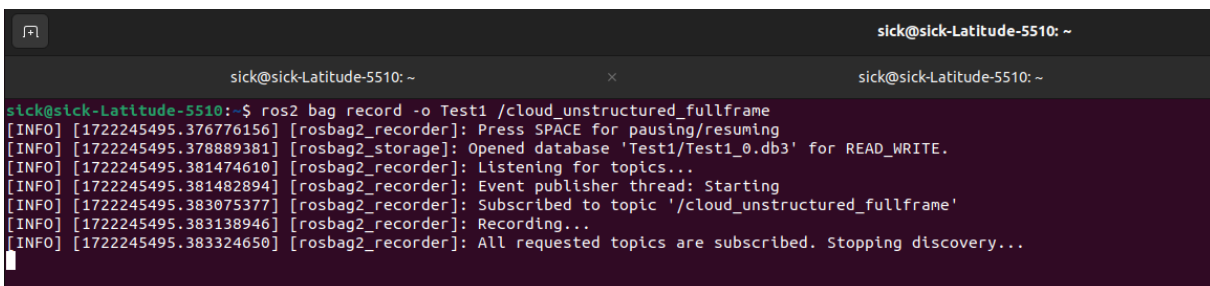 sick@sick-Latitude-5510: ~
sick@sick-Latitude-5510: ~ × sick@sick-Latitude-5510: ~
sick@sick-Latitude-5510:~$ ros2 bag record -o Test1 /cloud_unstructured_fullframe
[INFO] [1722245495.376776156] [rosbag2_recorder]: Press SPACE for pausing/resuming
[INFO] [1722245495.378889381] [rosbag2_storage]: Opened database 'Test1/Test1_0.db3' for READ_WRITE.
[INFO] [1722245495.381474610] [rosbag2_recorder]: Listening for topics...
[INFO] [1722245495.381482894] [rosbag2_recorder]: Event publisher thread: Starting
[INFO] [1722245495.383075377] [rosbag2_recorder]: Subscribed to topic '/cloud_unstructured_fullframe'
[INFO] [1722245495.383138946] [rosbag2_recorder]: Recording...
[INFO] [1722245495.383324650] [rosbag2_recorder]: All requested topics are subscribed. Stopping discovery...